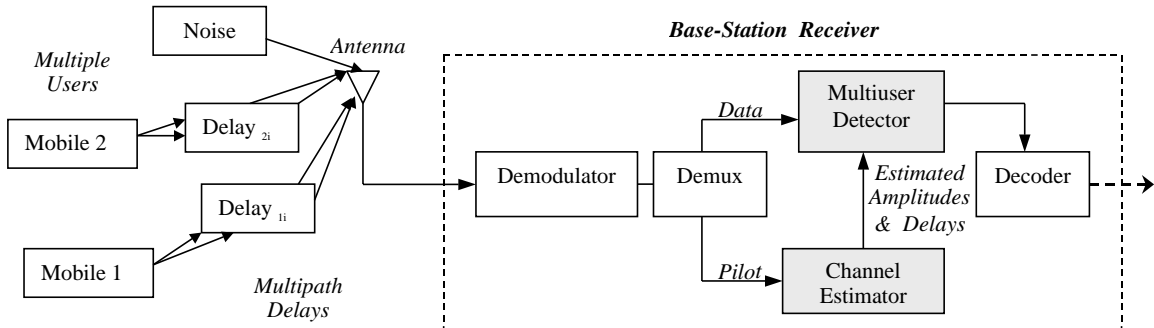 Noise
Antenna
Base-Station Receiver
Multiple
Users
Mobile 2
Delay 2i
Data
Multiuser
Detector
Demodulator
Demux
Estimated
Amplitudes
& Delays
Decoder
Delay 1i
Mobile 1
Multipath
Delays
Pilot
Channel
Estimator